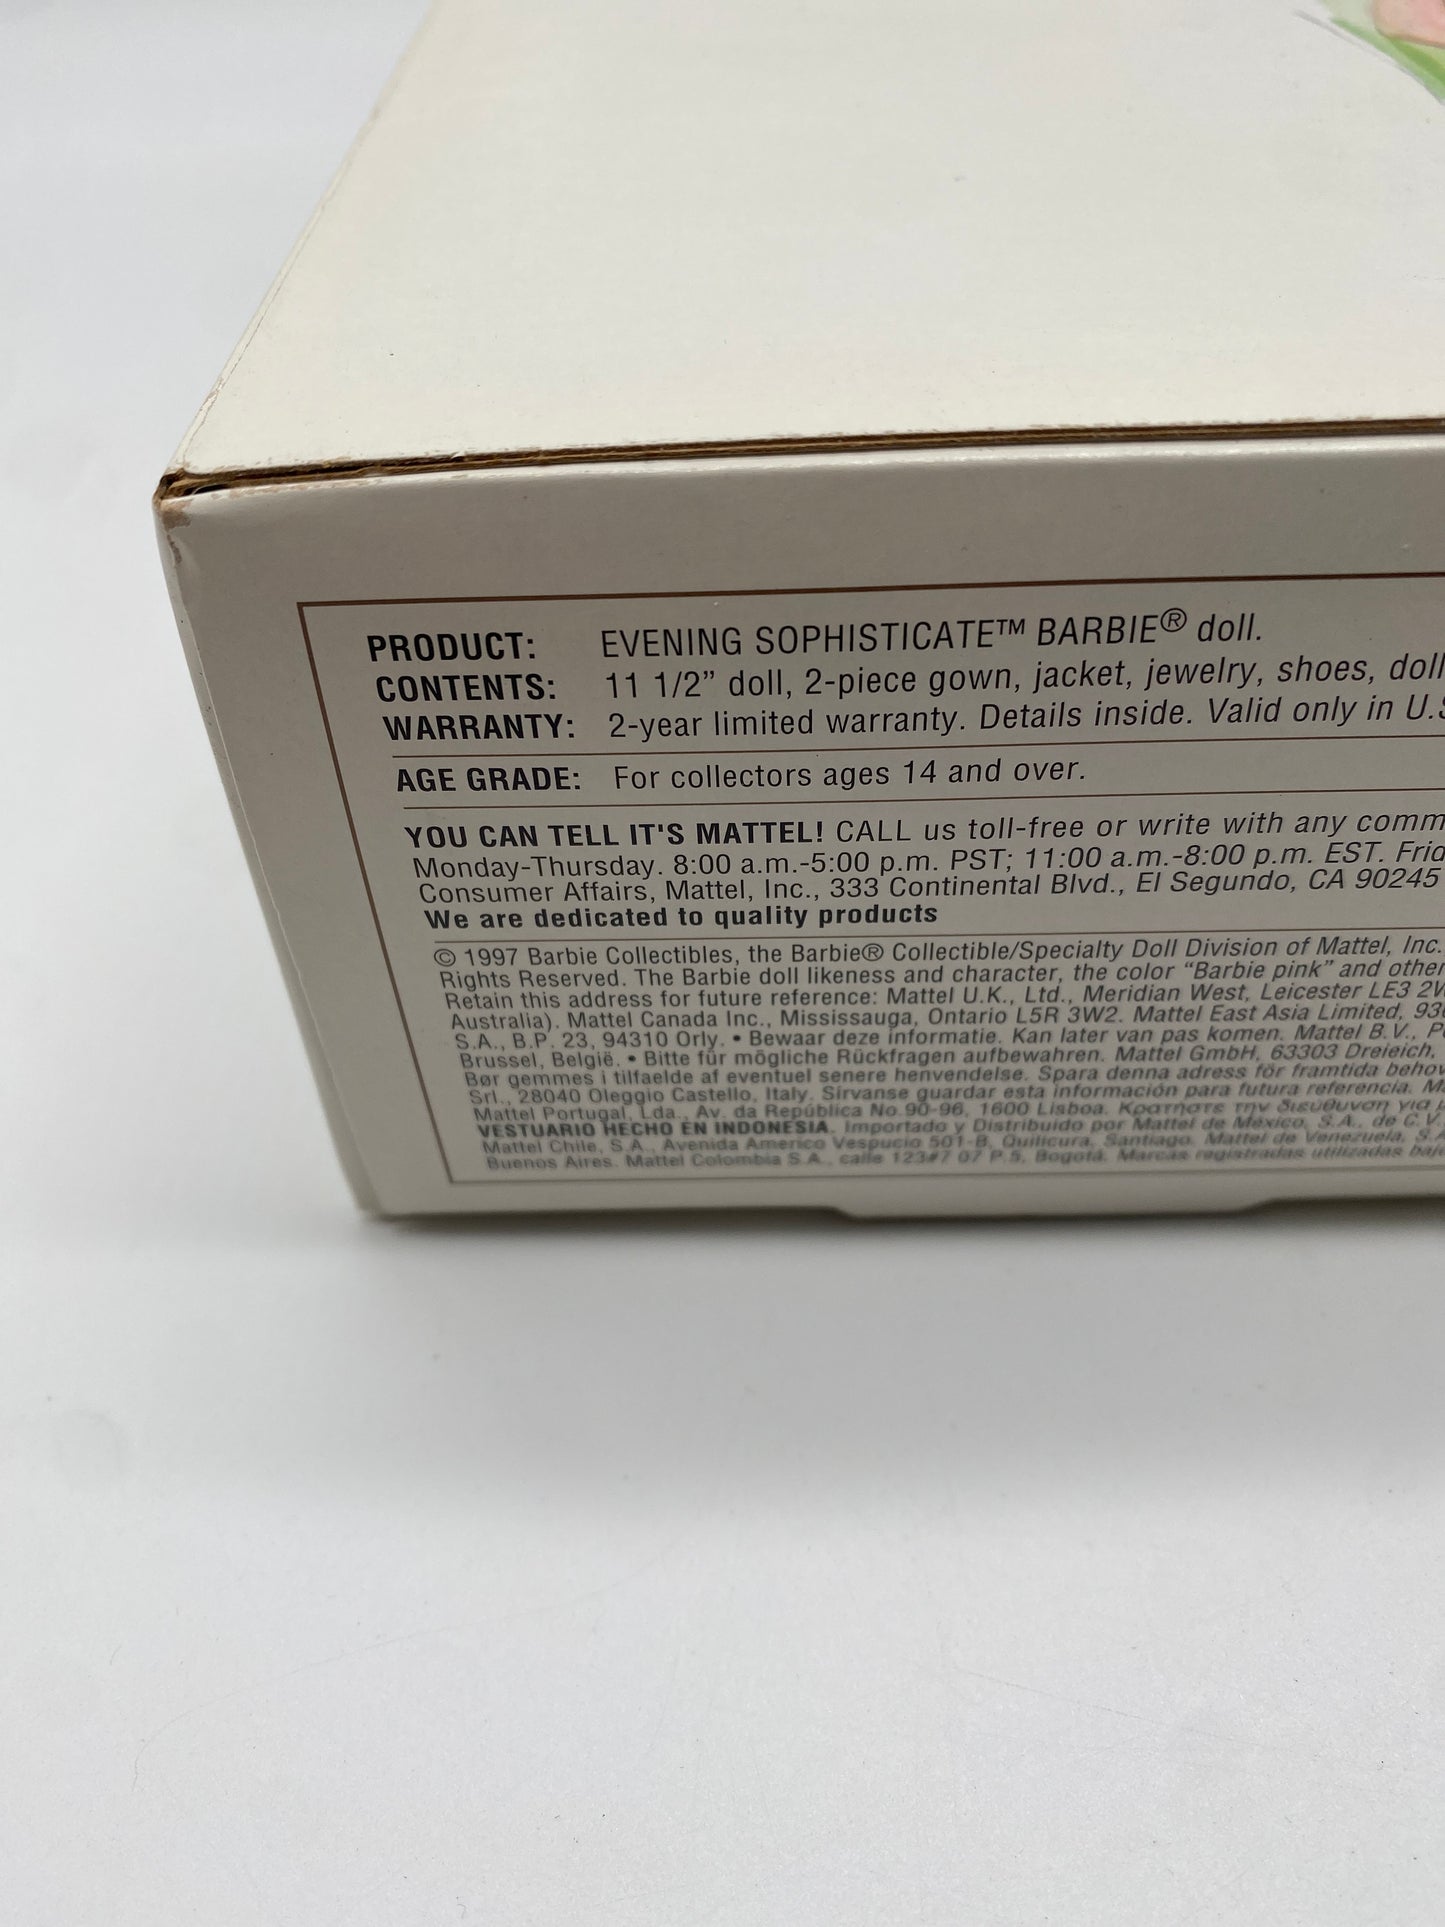 PRODUCT: EVENING SOPHISTICATE™ BARBIE® doll.
CONTENTS: 11 1/2" doll, 2-piece gown, jacket, jewelry, shoes, doll
WARRANTY: 2-year limited warranty. Details inside. Valid only in U.S
AGE GRADE: For collectors ages 14 and over.
YOU CAN TELL IT'S MATTEL! CALL us toll-free or write with any comm
Monday-Thursday. 8:00 a.m.-5:00 p.m. PST; 11:00 a.m.-8:00 p.m. EST. Frid
Consumer Affairs, Mattel, Inc., 333 Continental Blvd., El Segundo, CA 90245
We are dedicated to quality products
© 1997 Barbie Collectibles, the Barbie® Collectible/Specialty Doll Division of Mattel, Inc.
Rights Reserved. The Barbie doll likeness and character, the color “Barbie pink” and other
Retain this address for future reference: Mattel U.K., Ltd., Meridian West, Leicester LE3 2W
Australia). Mattel Canada Inc., Mississauga, Ontario L5R 3W2. Mattel East Asia Limited, 930
S.A., B.P. 23, 94310 Orly. • Bewaar deze informatie. Kan later van pas komen. Mattel B.V., P
Brussel, België. • Bitte für mögliche Rückfragen aufbewahren. Mattel GmbH, 63303 Dreieich,
Bør gemmes i tilfaelde af eventuel senere henvendelse. Spara denna adress för framtida behov
Srl., 28040 Oleggio Castello, Italy. Sírvanse guardar esta información para futura referencia. M
Mattel Portugal, Lda., Av. da República No.90-96, 1600 Lisboa. Κρατήστε την διεύθυνση για μ
VESTUARIO HECHO EN INDONESIA. Importado y Distribuido por Mattel de México, S.A. de C.V.
Mattel Chile, S.A., Avenida Americo Vespucio 501-B, Quilicura, Santiago. Mattel de Venezuela, S.A
Buenos Aires. Mattel Colombia S.A., calle 123#7 07 P.5, Bogotá. Marcas registradas utilizadas bajo